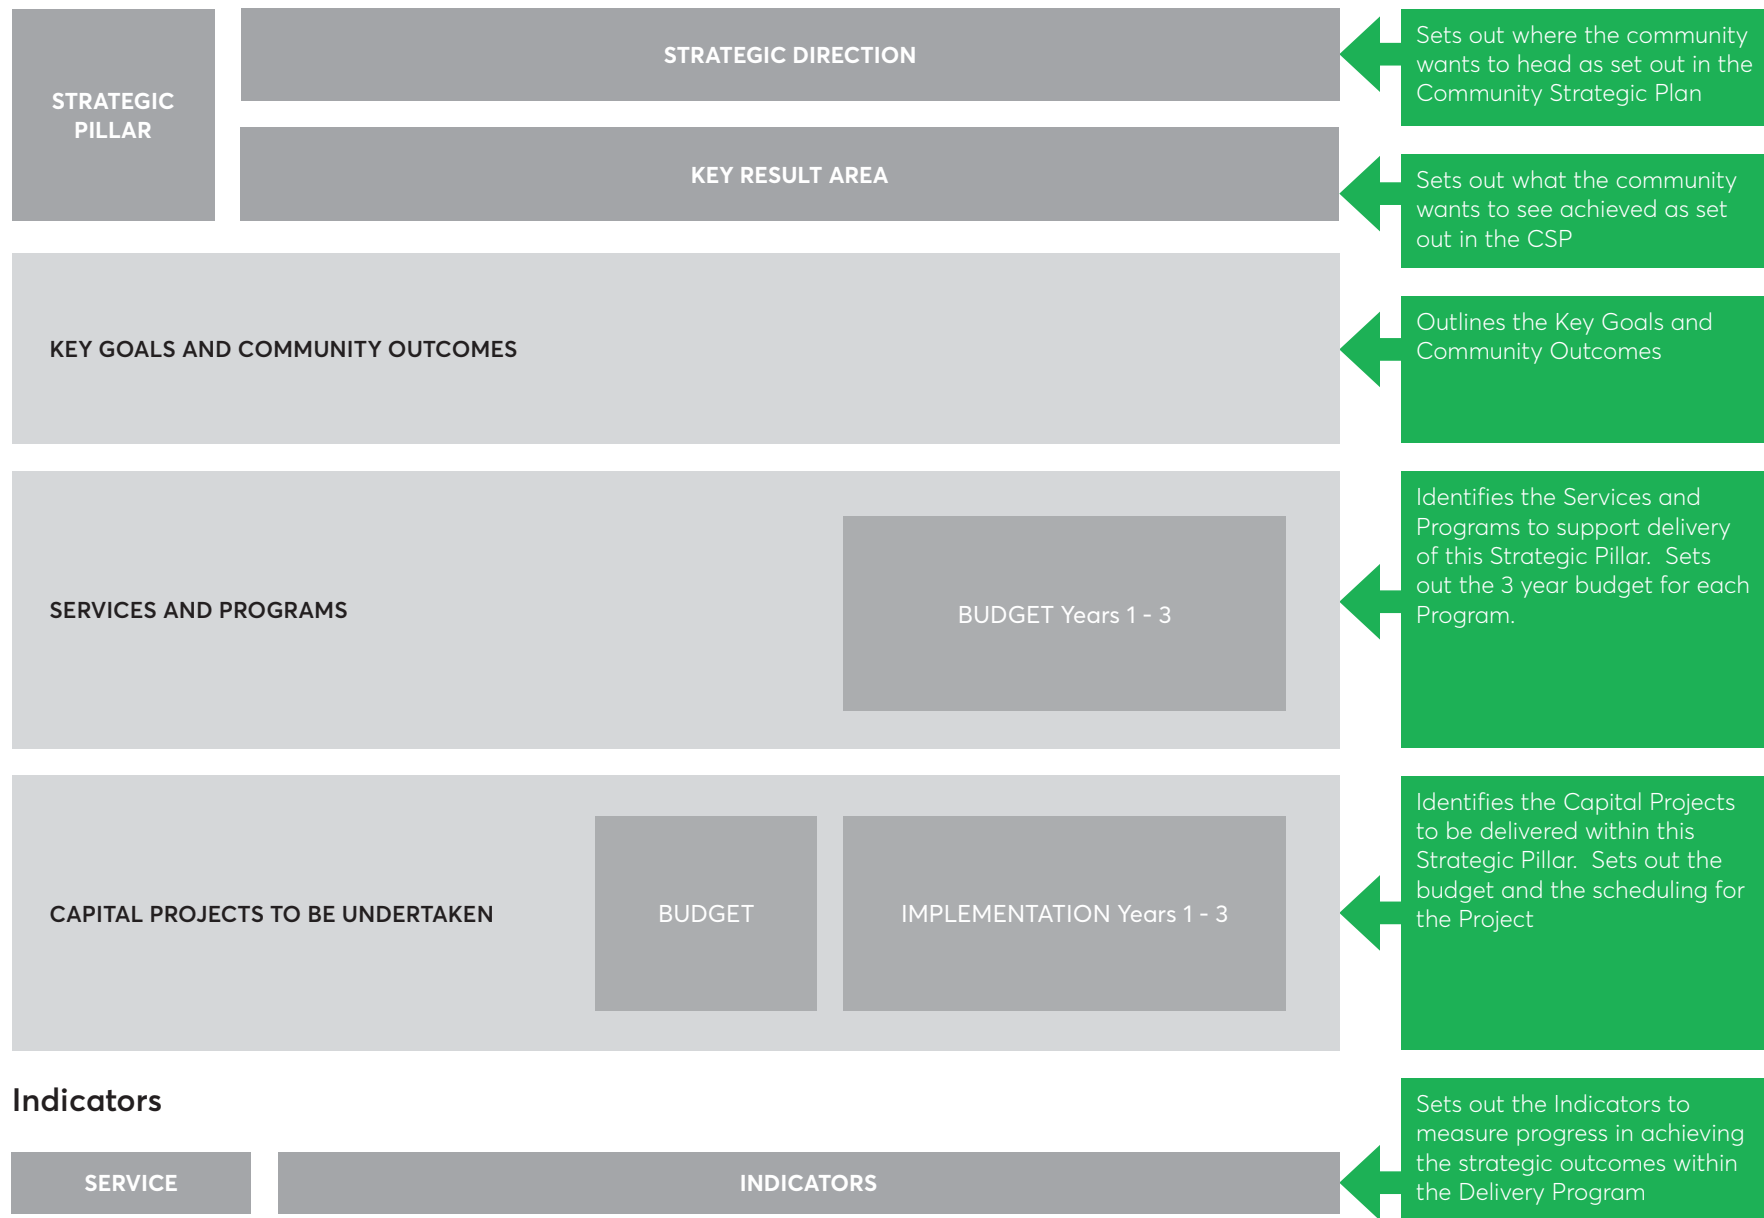 STRATEGIC
PILLAR
STRATEGIC DIRECTION
Sets out where the community
wants to head as set out in the
Community Strategic Plan
KEY RESULT AREA
Sets out what the community
wants to see achieved as set
out in the CSP
KEY GOALS AND COMMUNITY OUTCOMES
Outlines the Key Goals and
Community Outcomes
SERVICES AND PROGRAMS
BUDGET Years 1 - 3
Identifies the Services and
Programs to support delivery
of this Strategic Pillar.  Sets
out the 3 year budget for each
Program.
CAPITAL PROJECTS TO BE UNDERTAKEN
BUDGET
IMPLEMENTATION Years 1 - 3
Identifies the Capital Projects
to be delivered within this
Strategic Pillar.  Sets out the
budget and the scheduling for
the Project
Indicators
SERVICE
INDICATORS
Sets out the Indicators to
measure progress in achieving
the strategic outcomes within
the Delivery Program